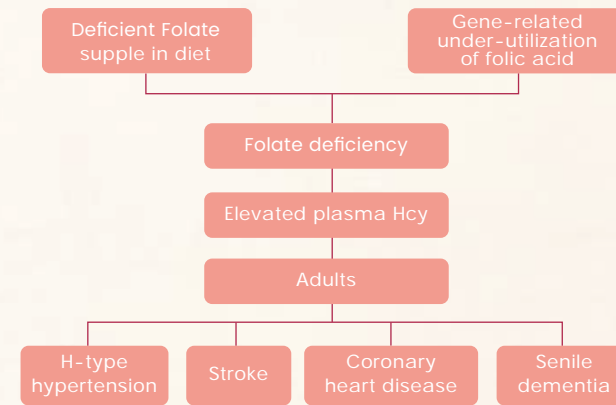 Deficient Folate
supple in diet
Gene-related
under-utilization
of folic acid
Folate deficiency
Elevated plasma Hcy
Adults
H-type
hypertension
Stroke
Coronary
heart disease
Senile
dementia